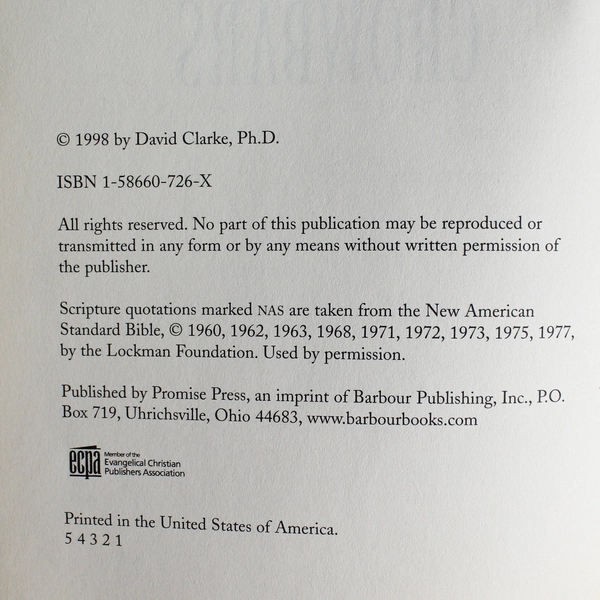 © 1998 by David Clarke, Ph.D.
ISBN 1-58660-726-X
All rights reserved. No part of this publication may be reproduced or
transmitted in any form or by any means without written permission of
the publisher.
Scripture quotations marked NAS are taken from the New American
Standard Bible, © 1960, 1962, 1963, 1968, 1971, 1972, 1973, 1975, 1977,
by the Lockman Foundation. Used by permission.
Published by Promise Press, an imprint of Barbour Publishing, Inc., P.O.
Box 719, Uhrichsville, Ohio 44683, www.barbourbooks.com
ecpa
Member of the
Evangelical Christian
Publishers Association
Printed in the United States of America.
5 4 3 2 1